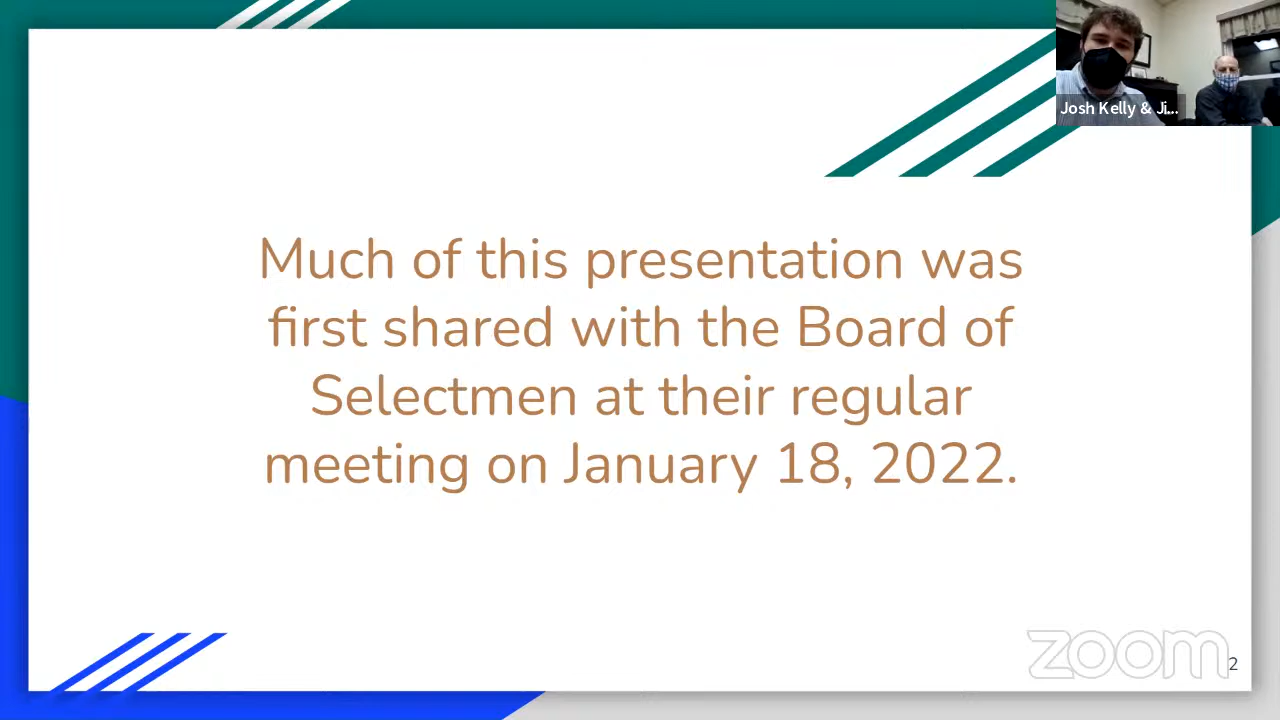 Josh Kelly & Ji...
Much of this presentation was
first shared with the Board of
Selectmen at their regular
meeting on January 18, 2022.
zoom
2